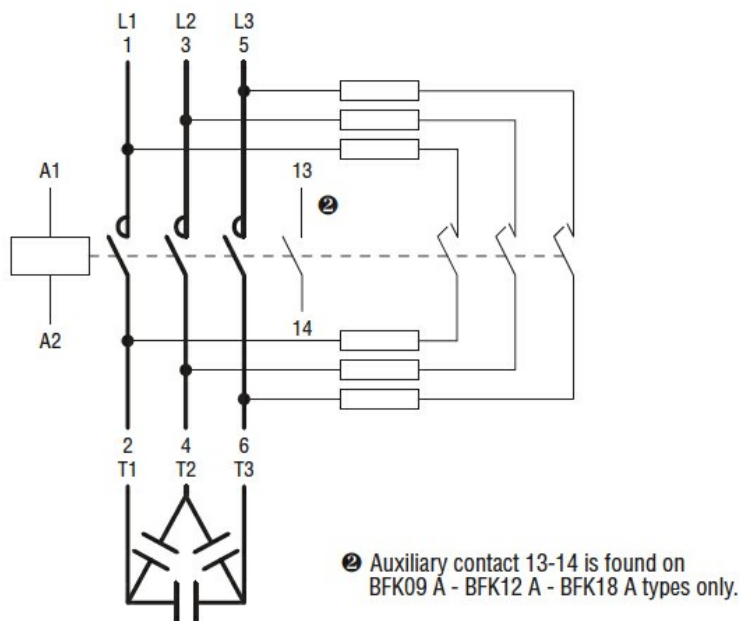 L1 L2 L3
1 3 5
A1
13
❷
14
A2
2 4 6
T1 T2 T3
❷ Auxiliary contact 13-14 is found on
BFK09 A - BFK12 A - BFK18 A types only.